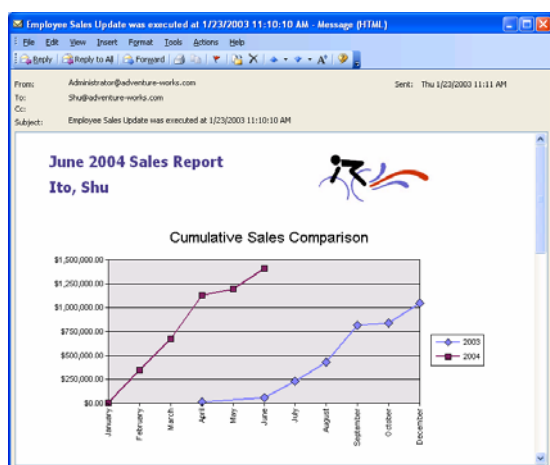 Employee Sales Update was executed at 1/23/2003 11:10:10 AM - Message (HTML)
File Edit View Insert Format Tools Actions Help
Reply Reply to All Forward
From: Administrator@adventure-works.com Sent: Thu 1/23/2003 11:11 AM
To: Shu@adventure-works.com
Cc:
Subject: Employee Sales Update was executed at 1/23/2003 11:10:10 AM
June 2004 Sales Report
Ito, Shu
Cumulative Sales Comparison
$1,500,000.00
$1,250,000.00
$1,000,000.00
$750,000.00
$500,000.00
$250,000.00
$0.00
January
February
March
April
May
June
July
August
September
October
December
2003
2004